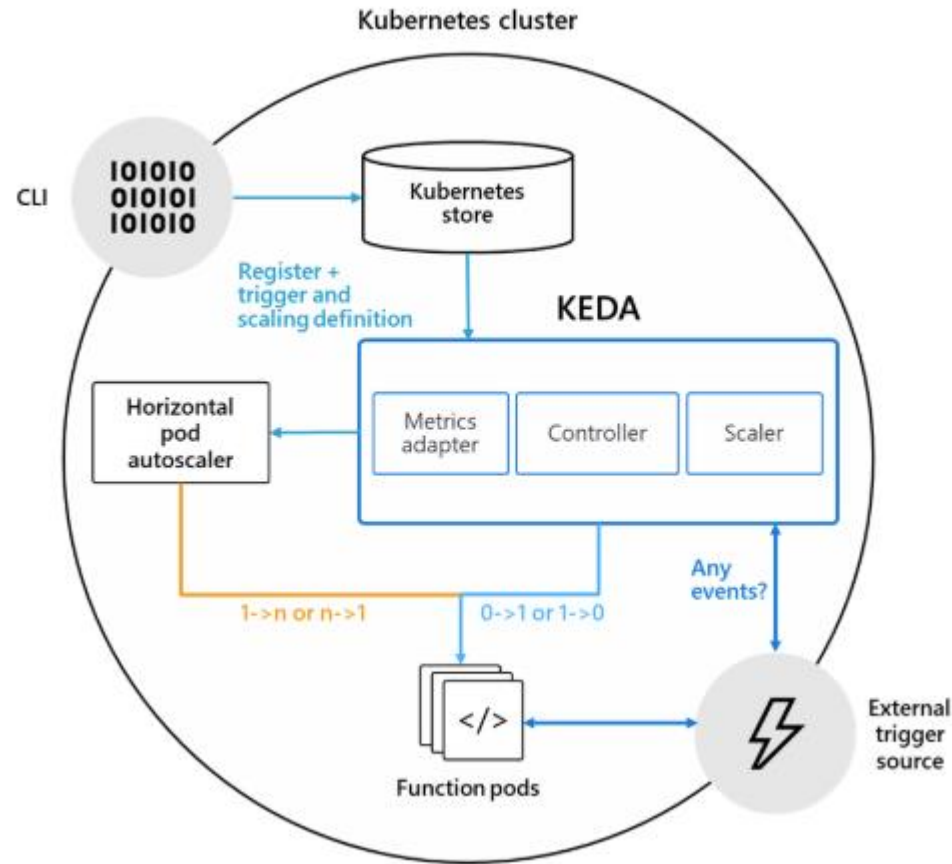 Kubernetes cluster
CLI
101010
010101
101010
Kubernetes
store
Register +
trigger and
scaling definition
KEDA
Horizontal
pod
autoscaler
Metrics
adapter
Controller
Scaler
Any
events?
1->n or n->1
0->1 or 1->0
</>
Function pods
External
trigger
source